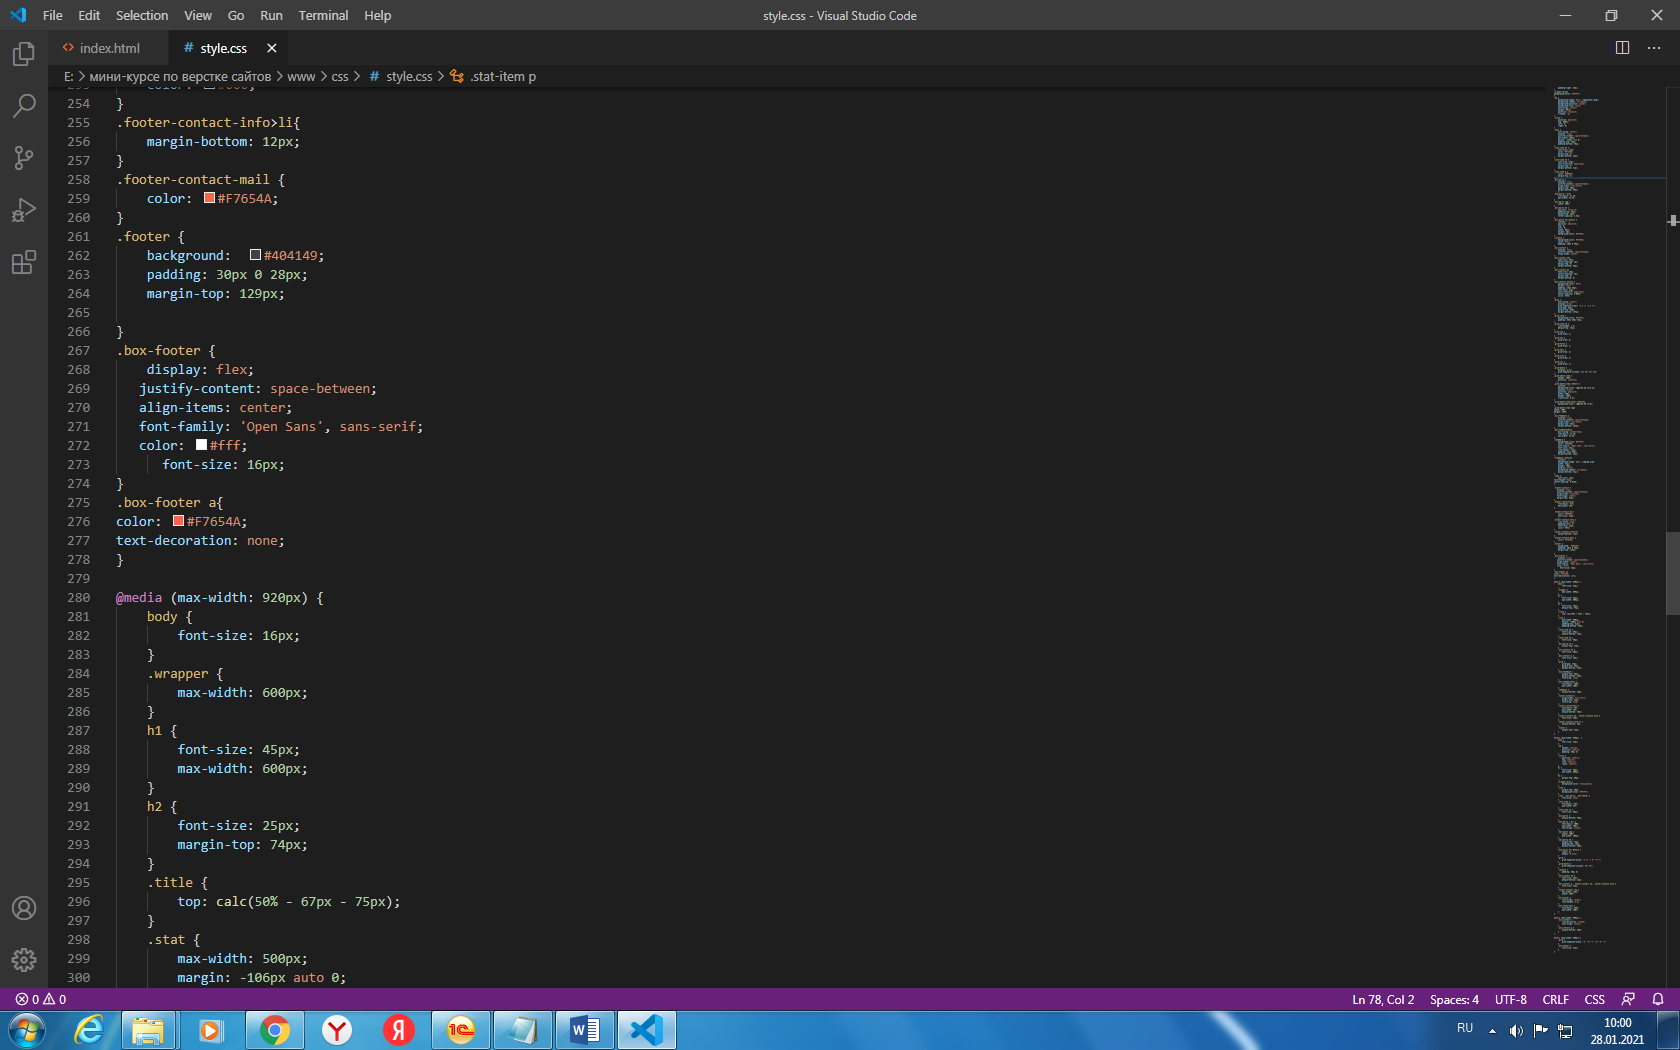 File Edit Selection View Go Run Terminal Help
style.css - Visual Studio Code
<> index.html
# style.css ×
E: > мини-курсе по верстке сайтов > www > css > # style.css > .stat-item p
254 }
255 .footer-contact-info>li{
256 margin-bottom: 12px;
257 }
258 .footer-contact-mail {
259 color: #F7654A;
260 }
261 .footer {
262 background: #404149;
263 padding: 30px 0 28px;
264 margin-top: 129px;
265
266 }
267 .box-footer {
268 display: flex;
269 justify-content: space-between;
270 align-items: center;
271 font-family: 'Open Sans', sans-serif;
272 color: #fff;
273 font-size: 16px;
274 }
275 .box-footer a{
276 color: #F7654A;
277 text-decoration: none;
278 }
279
280 @media (max-width: 920px) {
281 body {
282 font-size: 16px;
283 }
284 .wrapper {
285 max-width: 600px;
286 }
287 h1 {
288 font-size: 45px;
289 max-width: 600px;
290 }
291 h2 {
292 font-size: 25px;
293 margin-top: 74px;
294 }
295 .title {
296 top: calc(50% - 67px - 75px);
297 }
298 .stat {
299 max-width: 500px;
300 margin: -106px auto 0;
0 0
Ln 78, Col 2 Spaces: 4 UTF-8 CRLF CSS
RU
10:00
28.01.2021